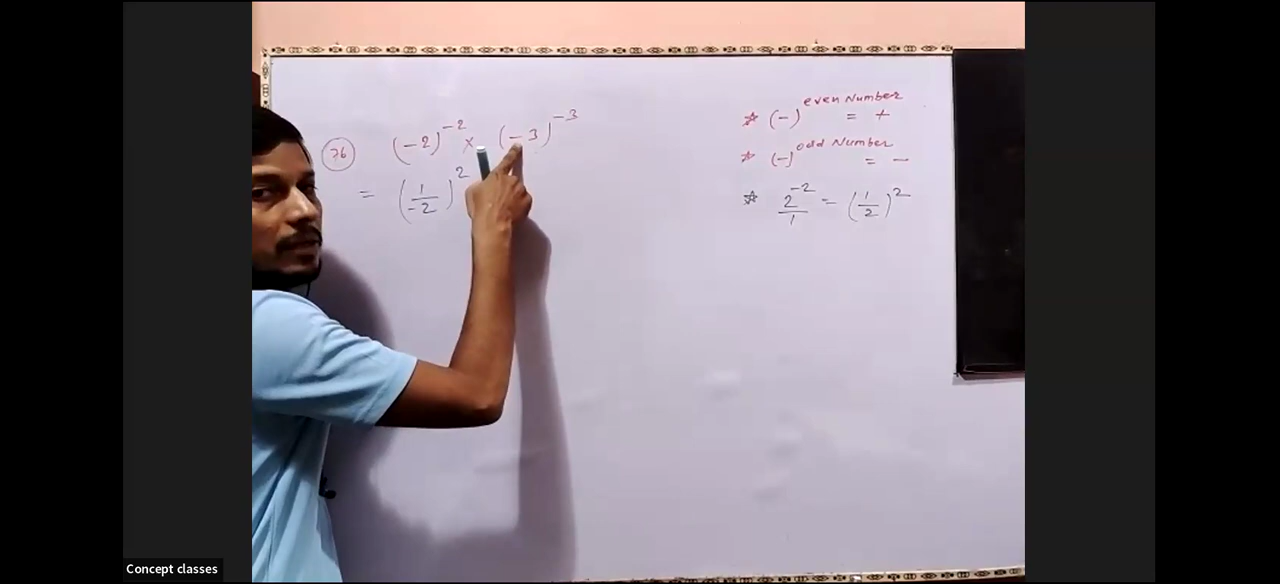 (76) (-2)^-2 × (-3)^-3
= (1/-2)^2
☆ (-)^even Number = +
☆ (-)^odd Number = -
☆ 2^-2/1 = (1/2)^2
Concept classes